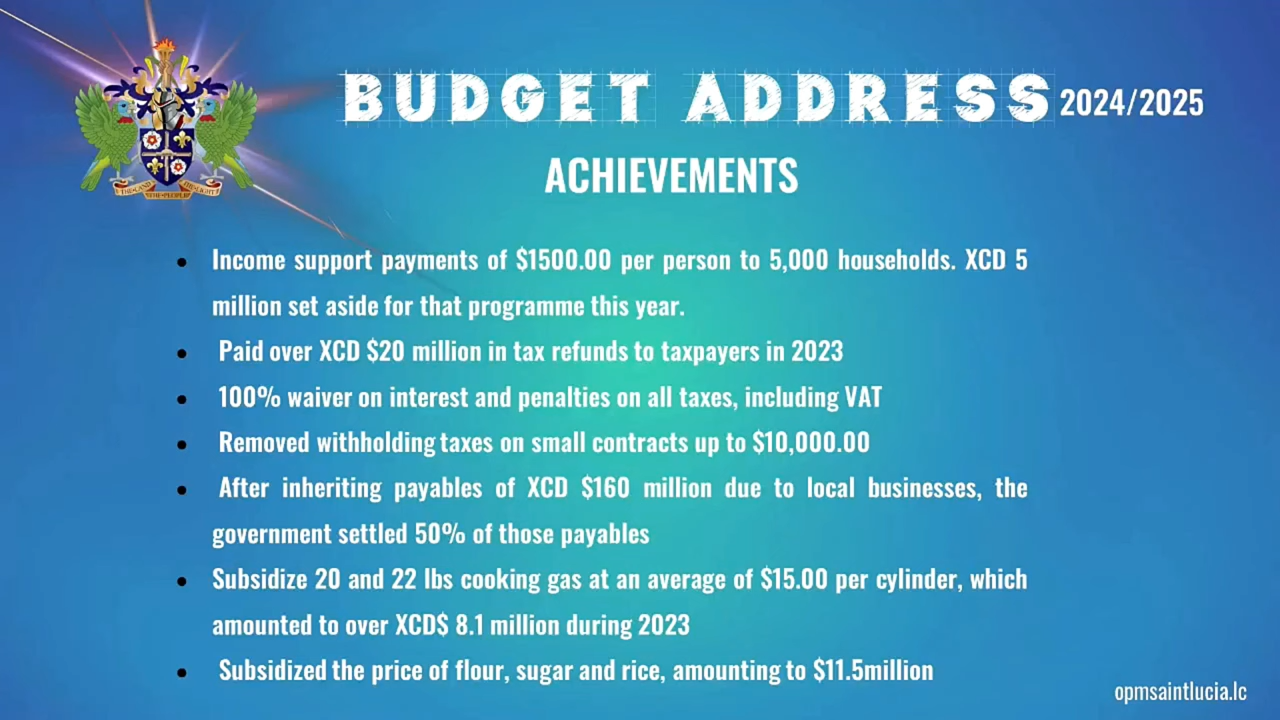 BUDGET ADDRESS 2024/2025
ACHIEVEMENTS
THE·LAND THE·PEOPLE THE·LIGHT
• Income support payments of $1500.00 per person to 5,000 households. XCD 5
million set aside for that programme this year.
• Paid over XCD $20 million in tax refunds to taxpayers in 2023
• 100% waiver on interest and penalties on all taxes, including VAT
• Removed withholding taxes on small contracts up to $10,000.00
• After inheriting payables of XCD $160 million due to local businesses, the
government settled 50% of those payables
• Subsidize 20 and 22 lbs cooking gas at an average of $15.00 per cylinder, which
amounted to over XCD$ 8.1 million during 2023
• Subsidized the price of flour, sugar and rice, amounting to $11.5million
opmsaintlucia.lc